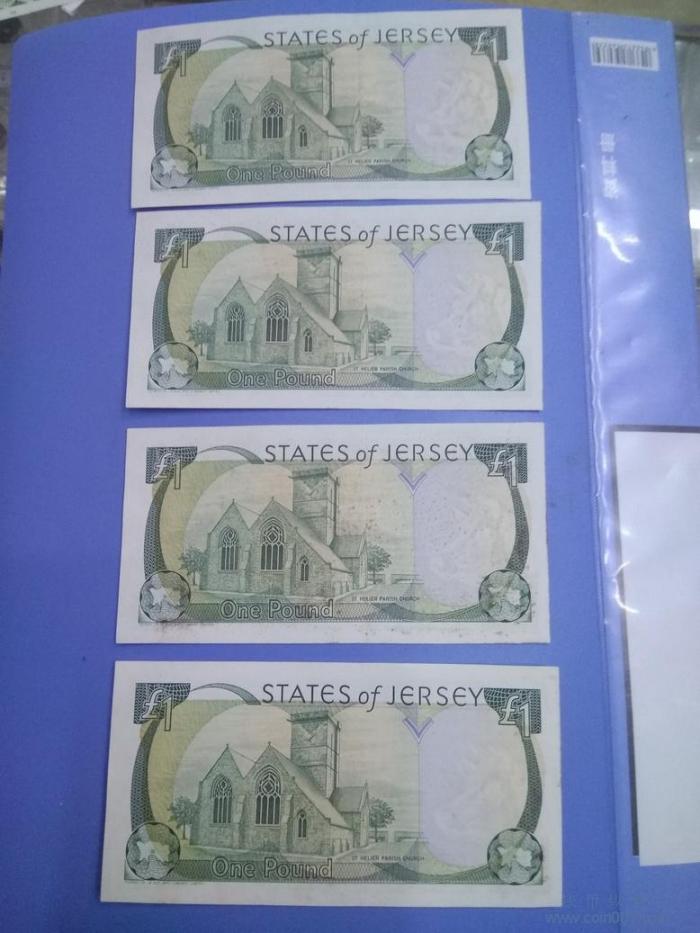 STATES of JERSEY
£1
£1
ST HELIER PARISH CHURCH
One Pound
STATES of JERSEY
£1
£1
ST HELIER PARISH CHURCH
One Pound
STATES of JERSEY
£1
£1
ST HELIER PARISH CHURCH
One Pound
STATES of JERSEY
£1
£1
ST HELIER PARISH CHURCH
One Pound